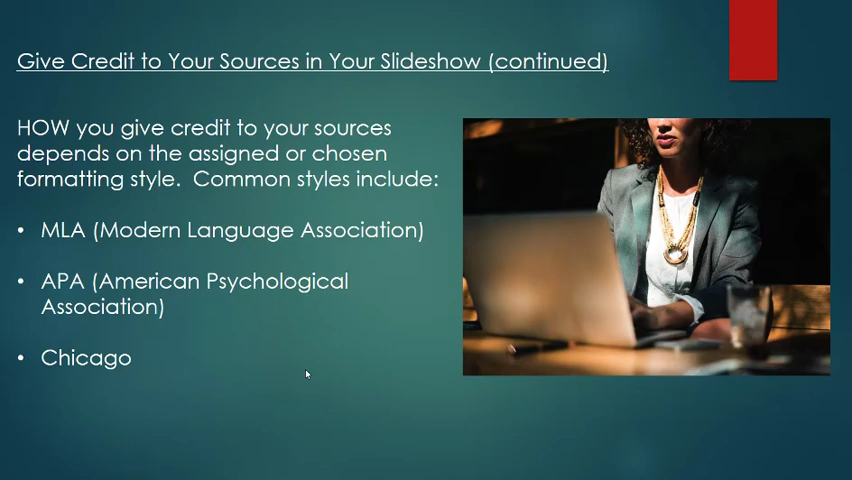 Give Credit to Your Sources in Your Slideshow (continued)
HOW you give credit to your sources
depends on the assigned or chosen
formatting style.  Common styles include:
• MLA (Modern Language Association)
• APA (American Psychological
Association)
• Chicago